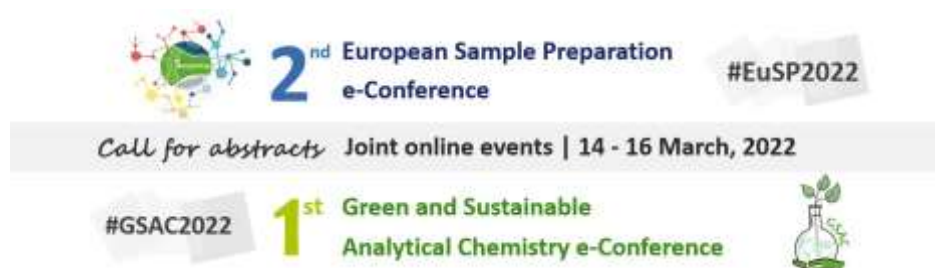 2nd European Sample Preparation
e-Conference
#EuSP2022
Call for abstracts Joint online events | 14 - 16 March, 2022
#GSAC2022
1st Green and Sustainable
Analytical Chemistry e-Conference